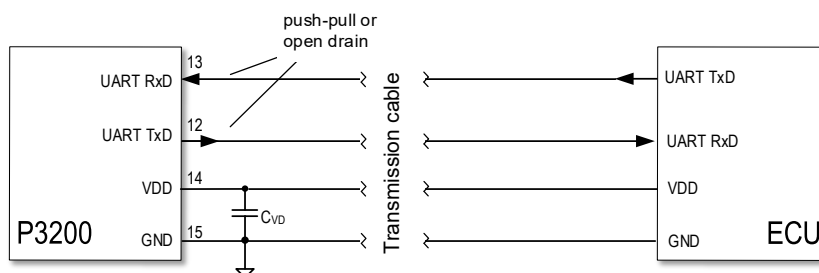 push-pull or
open drain
13
UART RxD
UART TxD
12
UART TxD
UART RxD
VDD
14
VDD
CVD
P3200
GND
15
GND
ECU
Transmission cable